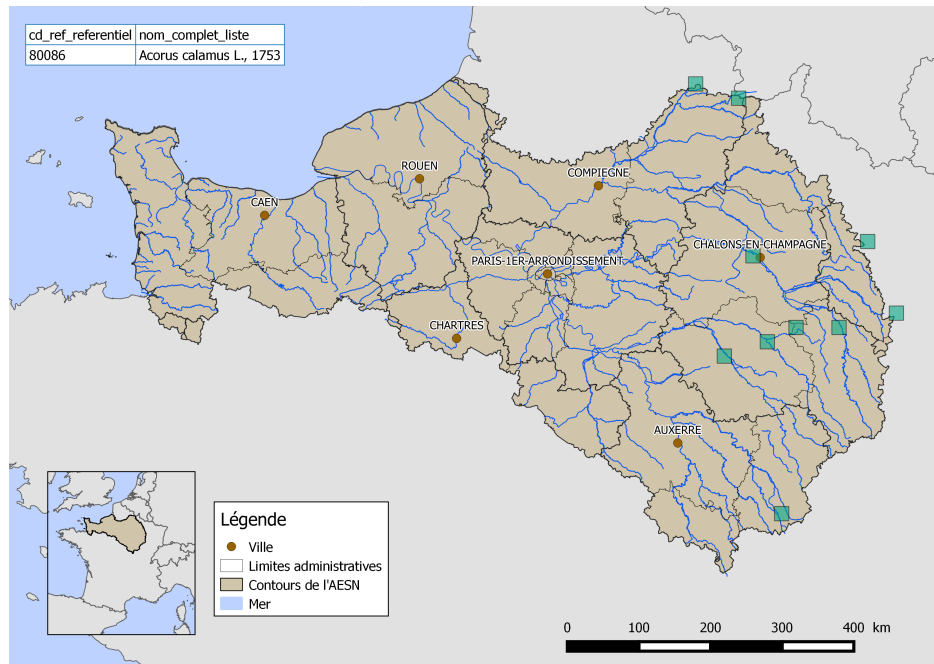 cd_ref_referentiel nom_complet_liste
80086 Acorus calamus L., 1753
ROUEN
COMPIEGNE
CAEN
CHALONS-EN-CHAMPAGNE
PARIS-1ER-ARRONDISSEMENT
CHARTRES
AUXERRE
Légende
Ville
Limites administratives
Contours de l'AESN
Mer
0 100 200 300 400 km